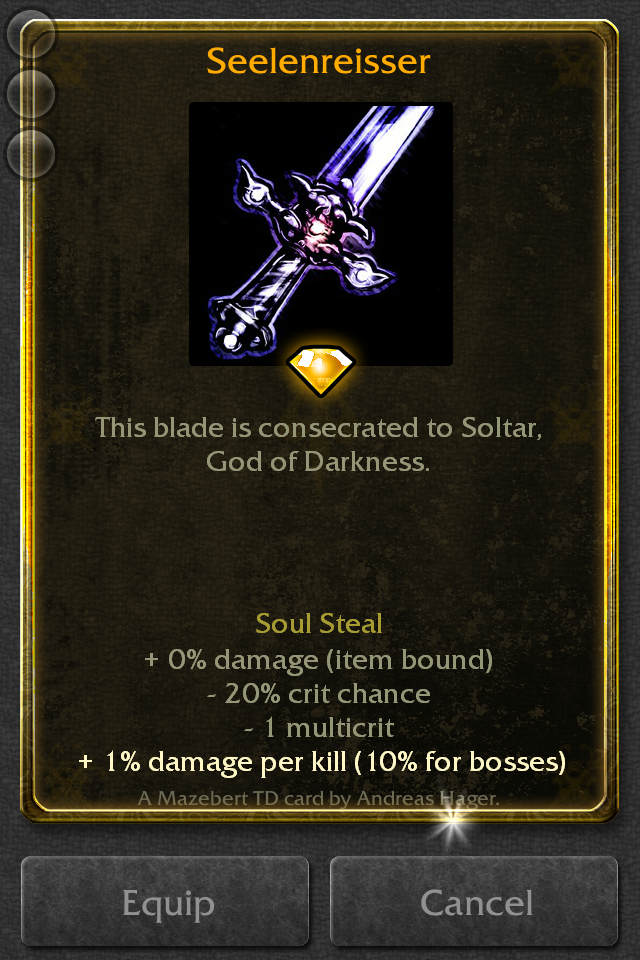 Seelenreisser
This blade is consecrated to Soltar,
God of Darkness.
Soul Steal
+ 0% damage (item bound)
- 20% crit chance
- 1 multicrit
+ 1% damage per kill (10% for bosses)
A Mazebert TD card by Andreas Hager.
Equip
Cancel